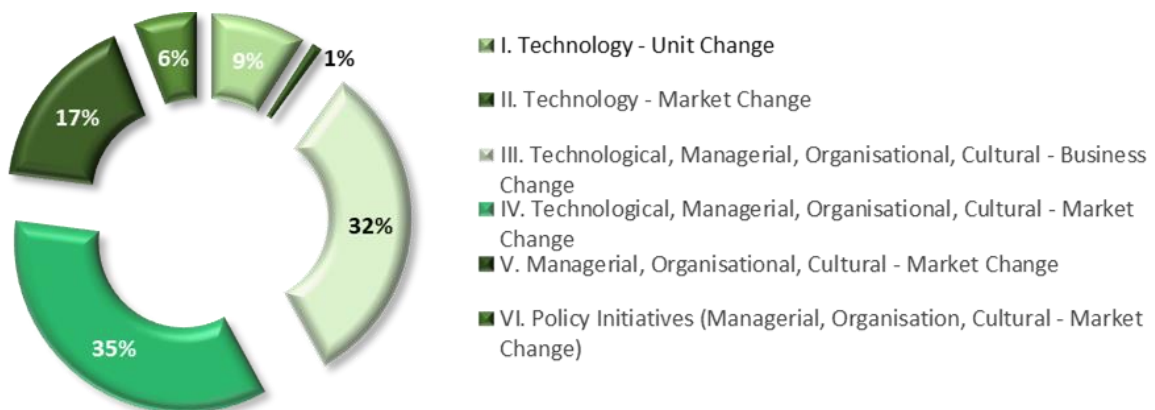 6%
9%
1%
17%
32%
35%
I. Technology - Unit Change
II. Technology - Market Change
III. Technological, Managerial, Organisational, Cultural - Business
Change
IV. Technological, Managerial, Organisational, Cultural - Market
Change
V. Managerial, Organisational, Cultural - Market Change
VI. Policy Initiatives (Managerial, Organisation, Cultural - Market
Change)